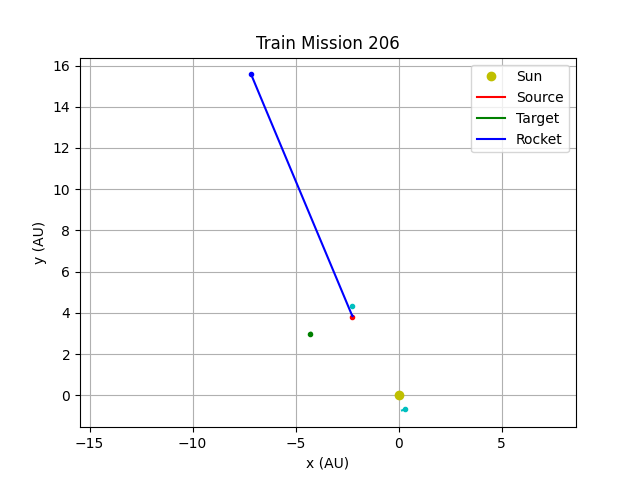 Train Mission 206
Sun
Source
Target
Rocket
16
14
12
10
8
6
4
2
0
y (AU)
−15
−10
−5
0
5
x (AU)